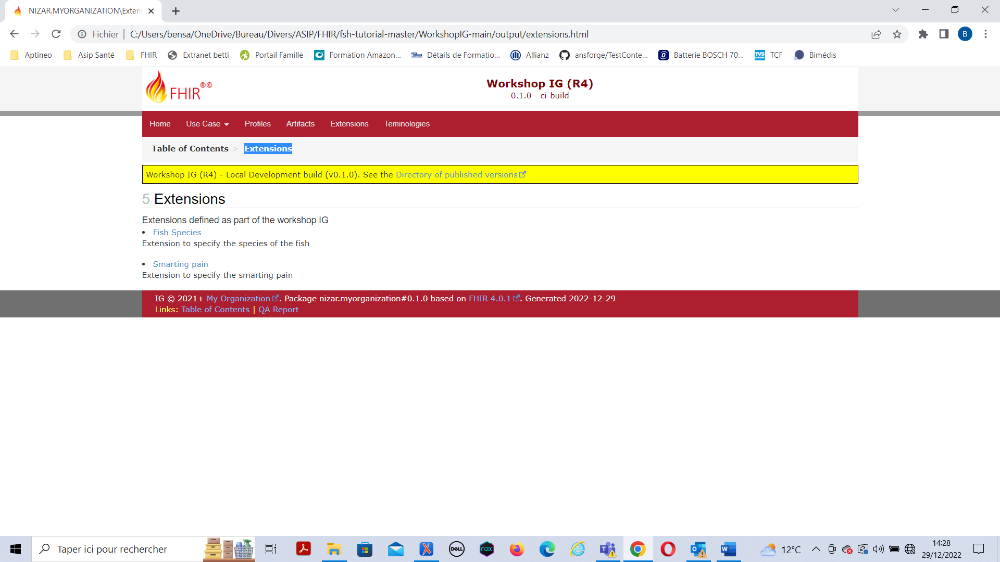 NIZAR.MYORGANIZATION\Extens
Fichier | C:/Users/bensa/OneDrive/Bureau/Divers/ASIP/FHIR/fsh-tutorial-master/WorkshopIG-main/output/extensions.html
B
Aptineo Asip Santé FHIR Extranet betti Portail Famille Formation Amazon... Détails de Formatio... Allianz ansforge/TestConte... Batterie BOSCH 70... TCF Bimédis
FHIR®©
Workshop IG (R4)
0.1.0 - ci-build
Home Use Case Profiles Artifacts Extensions Teminologies
Table of Contents > Extensions
Workshop IG (R4) - Local Development build (v0.1.0). See the Directory of published versions
5 Extensions
Extensions defined as part of the workshop IG
• Fish Species
Extension to specify the species of the fish
• Smarting pain
Extension to specify the smarting pain
IG © 2021+ My Organization. Package nizar.myorganization#0.1.0 based on FHIR 4.0.1. Generated 2022-12-29
Links: Table of Contents | QA Report
Taper ici pour rechercher
DELL
nox
12°C
14:28
29/12/2022